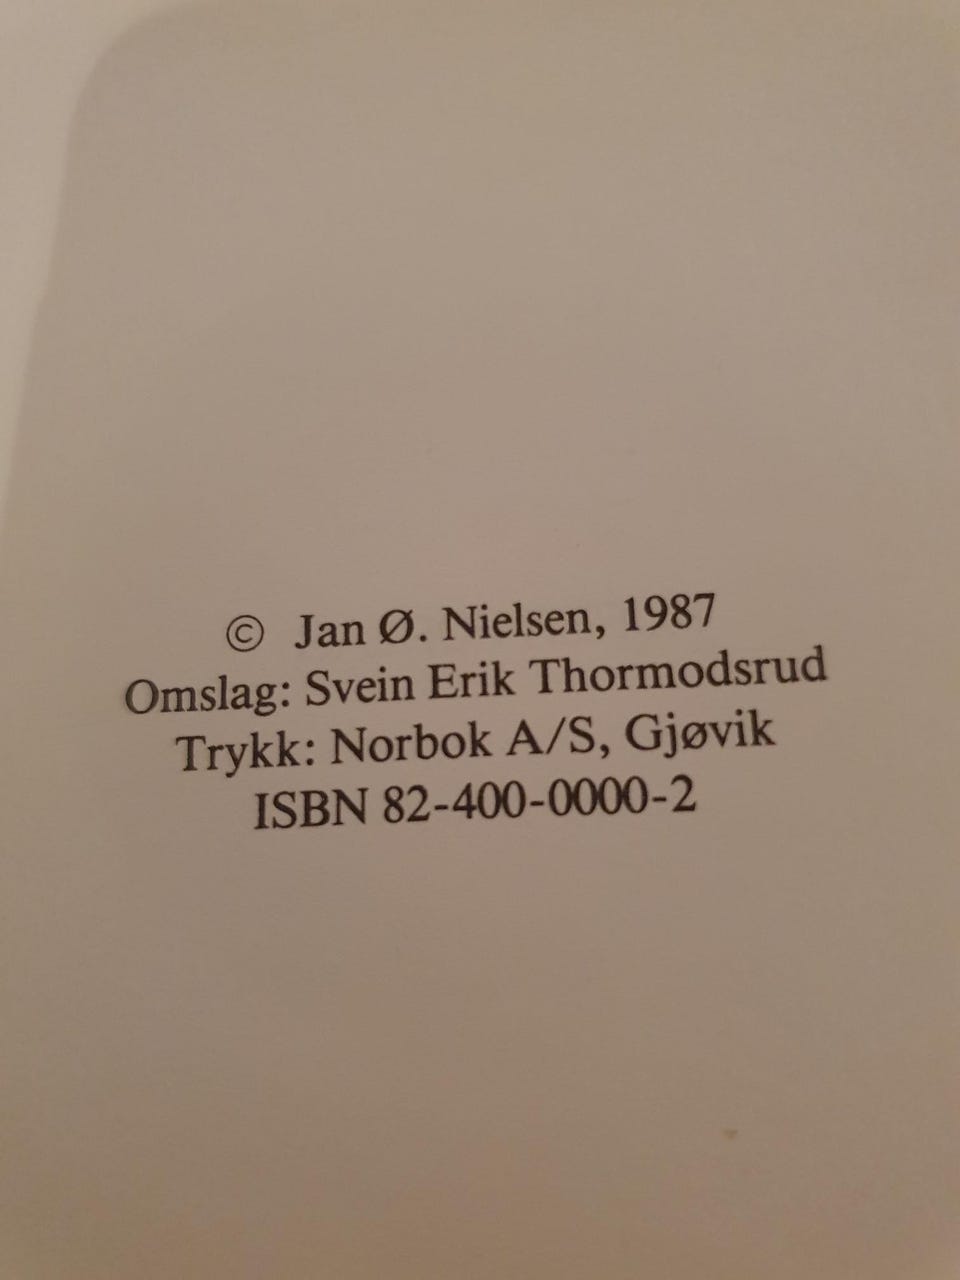 © Jan Ø. Nielsen, 1987
Omslag: Svein Erik Thormodsrud
Trykk: Norbok A/S, Gjøvik
ISBN 82-400-0000-2